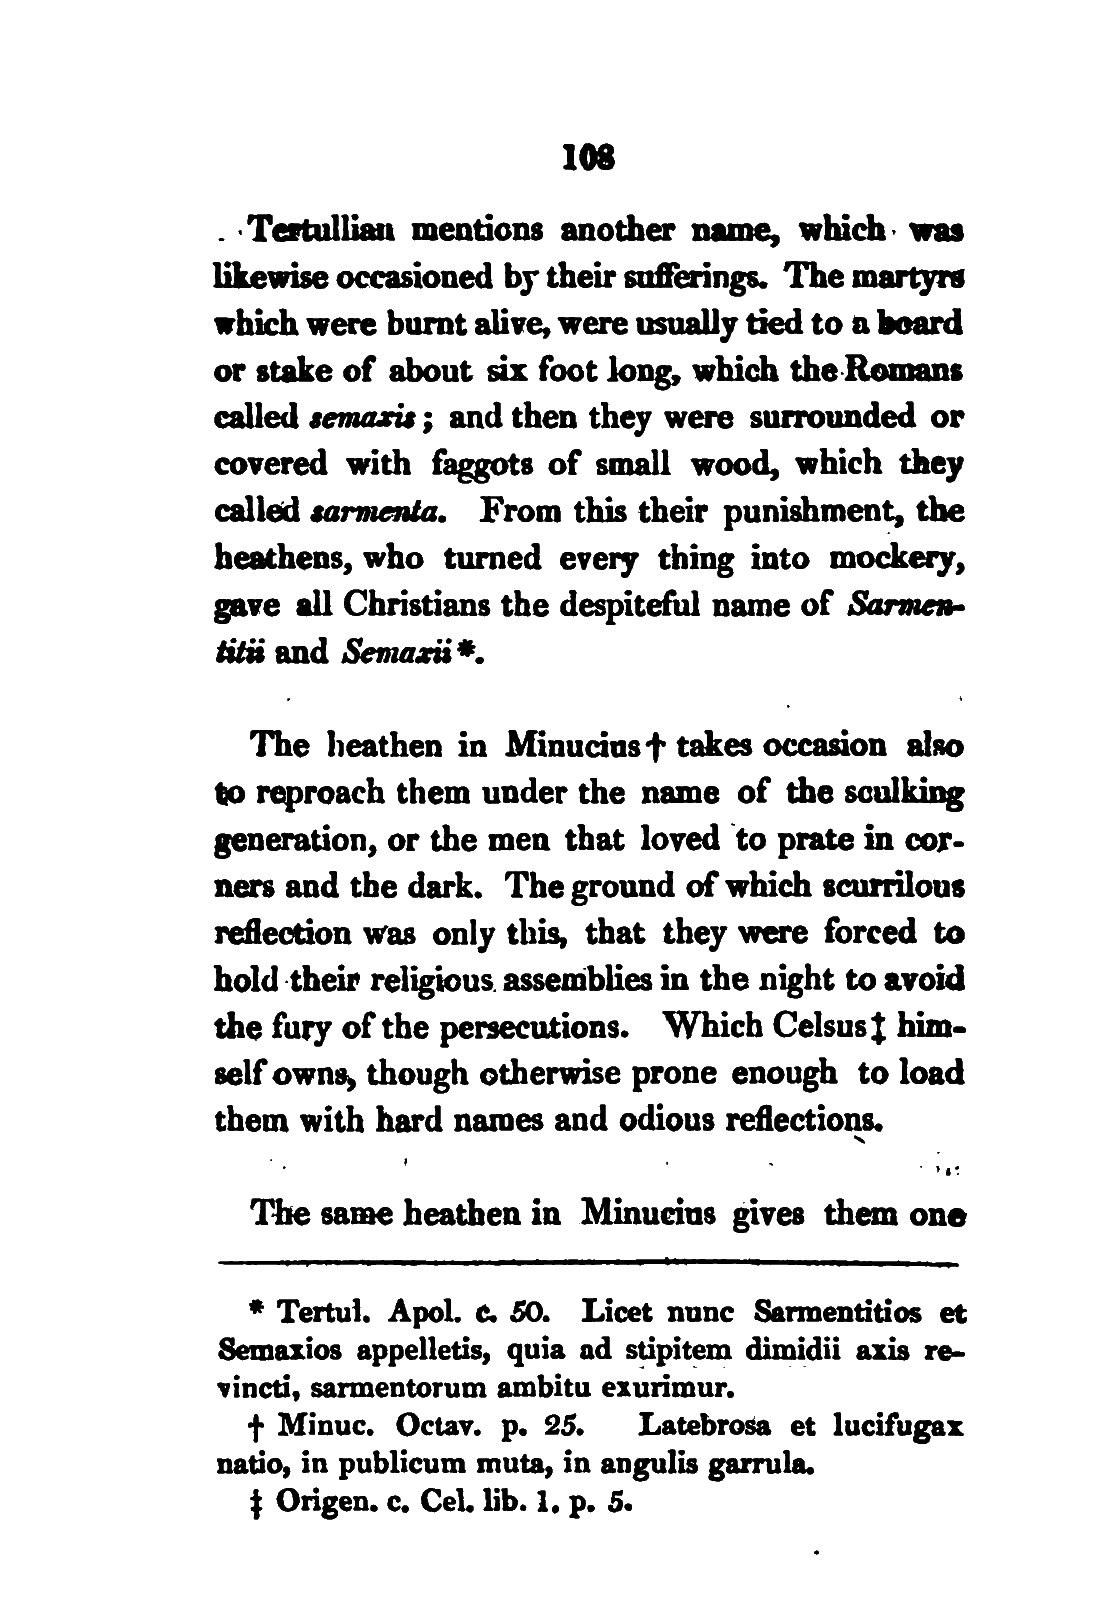 108
Tertullian mentions another name, which was
likewise occasioned by their sufferings. The martyrs
which were burnt alive, were usually tied to a board
or stake of about six foot long, which the Romans
called semaxis; and then they were surrounded or
covered with faggots of small wood, which they
called sarmenta. From this their punishment, the
heathens, who turned every thing into mockery,
gave all Christians the despiteful name of Sarmen-
titii and Semaxii*.
The heathen in Minucius† takes occasion also
to reproach them under the name of the sculking
generation, or the men that loved to prate in cor-
ners and the dark. The ground of which scurrilous
reflection was only this, that they were forced to
hold their religious assemblies in the night to avoid
the fury of the persecutions. Which Celsus‡ him-
self owns, though otherwise prone enough to load
them with hard names and odious reflections.
The same heathen in Minucius gives them one
* Tertul. Apol. c. 50. Licet nunc Sarmentitios et
Semaxios appelletis, quia ad stipitem dimidii axis re-
vincti, sarmentorum ambitu exurimur.
† Minuc. Octav. p. 25. Latebrosa et lucifugax
natio, in publicum muta, in angulis garrula.
‡ Origen. c. Cel. lib. 1. p. 5.